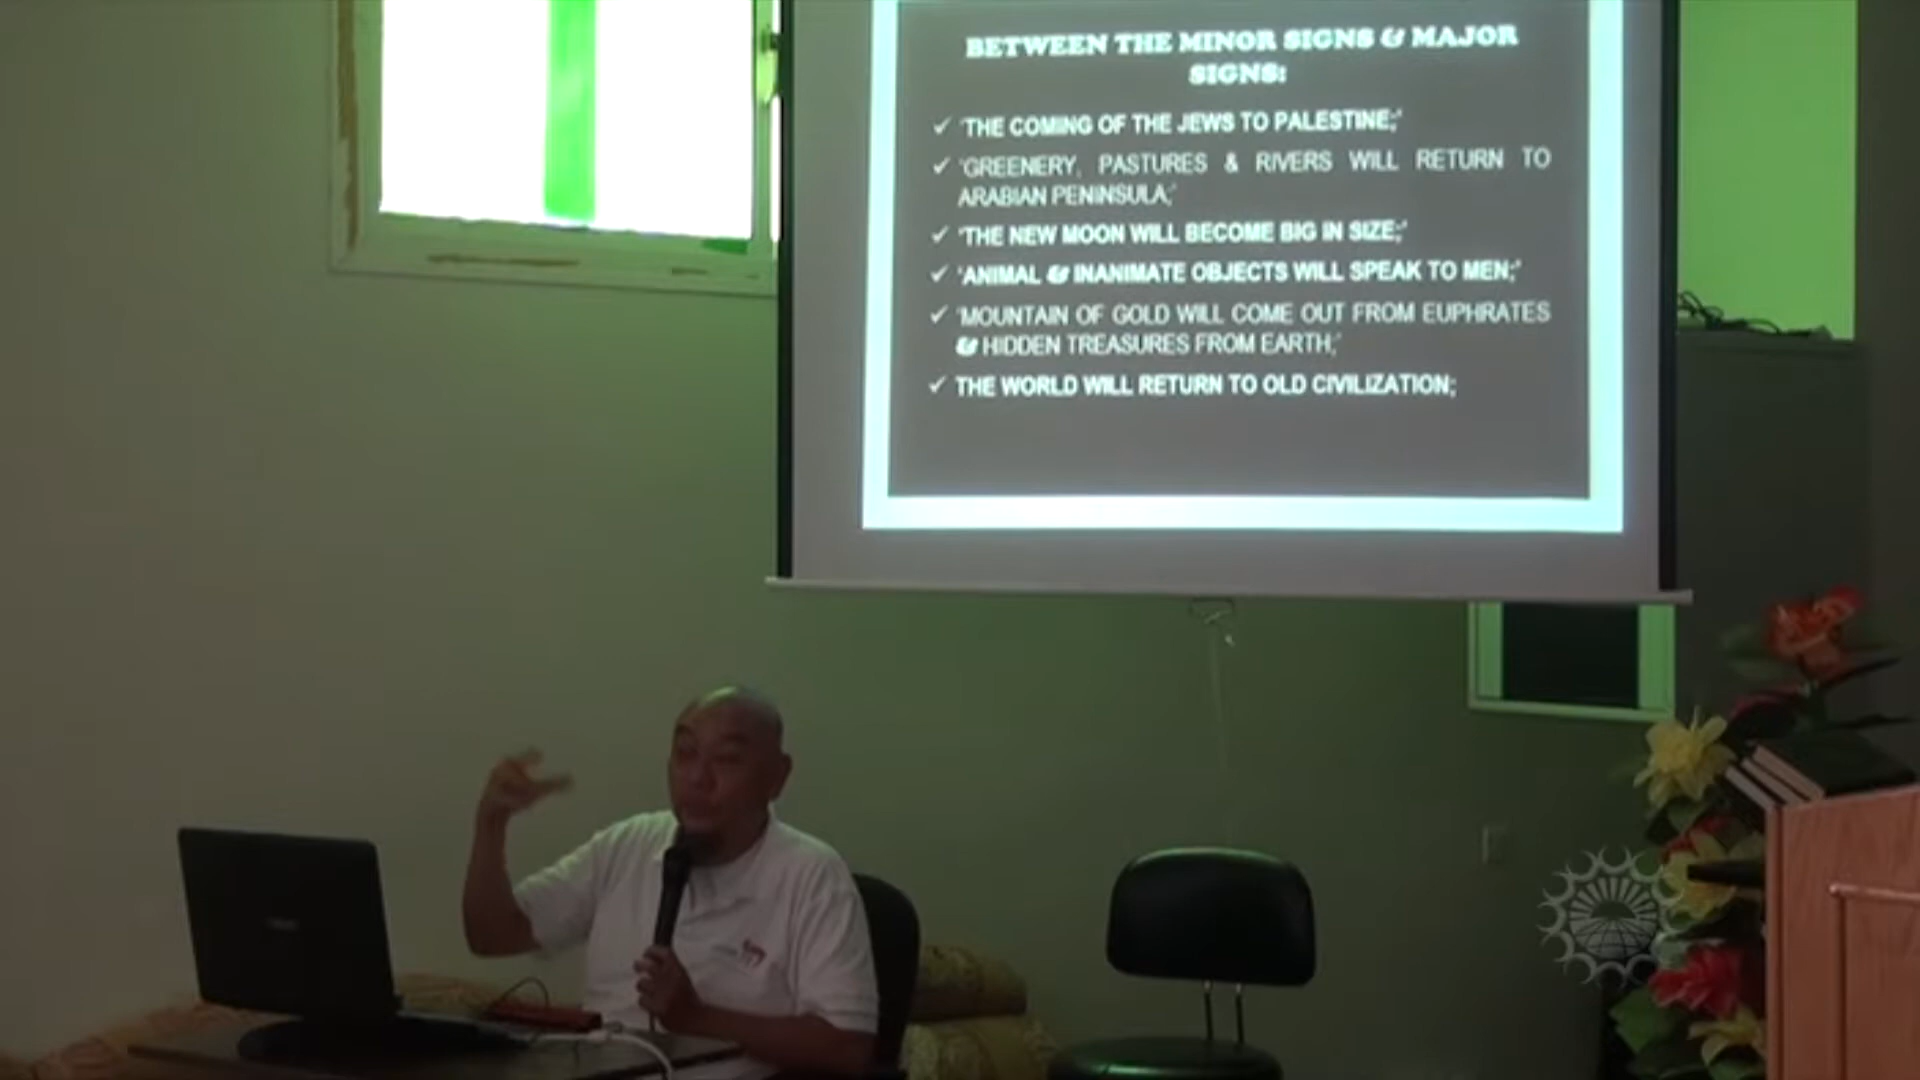 BETWEEN THE MINOR SIGNS & MAJOR
SIGNS:
✓ 'THE COMING OF THE JEWS TO PALESTINE;'
✓ 'GREENERY, PASTURES & RIVERS WILL RETURN TO
ARABIAN PENINSULA;'
✓ 'THE NEW MOON WILL BECOME BIG IN SIZE;'
✓ 'ANIMAL & INANIMATE OBJECTS WILL SPEAK TO MEN;'
✓ 'MOUNTAIN OF GOLD WILL COME OUT FROM EUPHRATES
& HIDDEN TREASURES FROM EARTH;'
✓ THE WORLD WILL RETURN TO OLD CIVILIZATION;